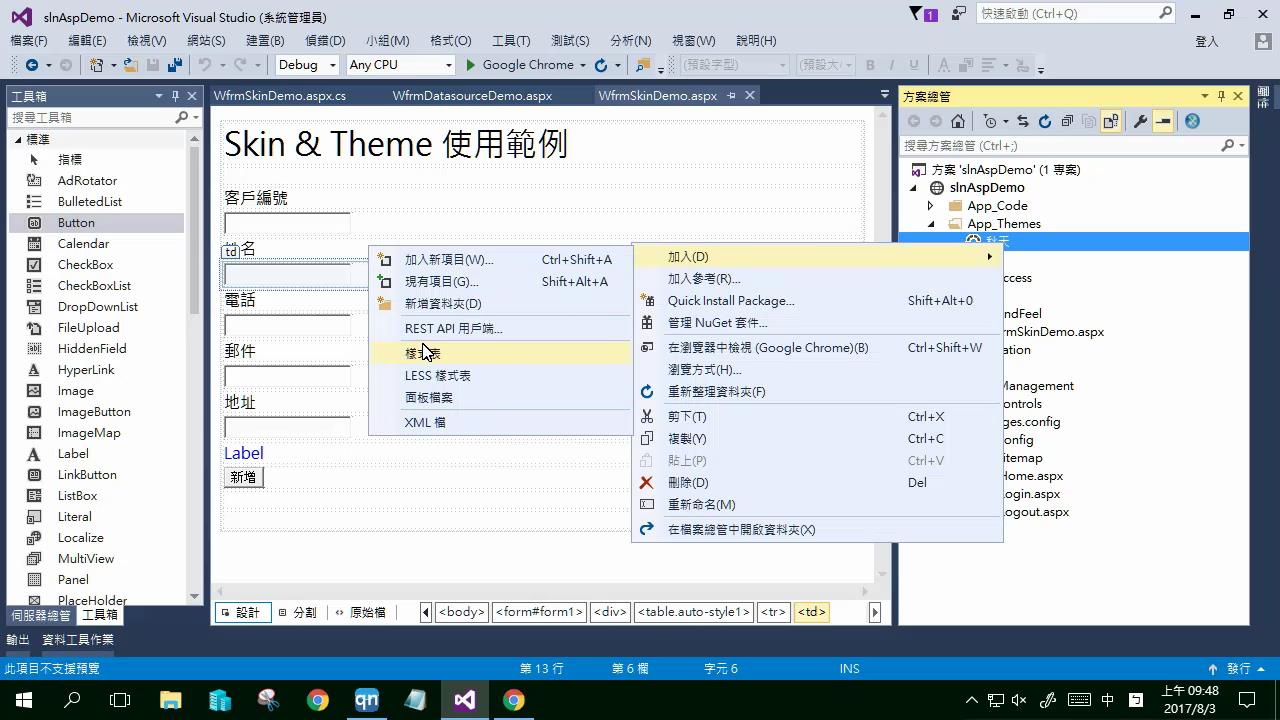 slnAspDemo - Microsoft Visual Studio (系統管理員)
1
快速啟動 (Ctrl+Q)
檔案(F) 編輯(E) 檢視(V) 網站(S) 建置(B) 偵錯(D) 小組(M) 格式(O) 工具(T) 測試(S) 分析(N) 視窗(W) 說明(H)
登入
Debug Any CPU Google Chrome (預設字型) (預設大 B I U A
工具箱
WfrmSkinDemo.aspx.cs WfrmDatasourceDemo.aspx WfrmSkinDemo.aspx
方案總管
搜尋工具箱
標準
指標
AdRotator
BulletedList
Button
Calendar
CheckBox
CheckBoxList
DropDownList
FileUpload
HiddenField
HyperLink
Image
ImageButton
ImageMap
Label
LinkButton
ListBox
Literal
Localize
MultiView
Panel
PlaceHolder
伺服器總管 工具箱
輸出 資料工具作業
Skin & Theme 使用範例
客戶編號
td 名
電話
郵件
地址
Label
新增
加入新項目(W)... Ctrl+Shift+A
現有項目(G)... Shift+Alt+A
新增資料夾(D)
REST API 用戶端...
樣式表
LESS 樣式表
面板檔案
XML 檔
加入(D)
加入參考(R)...
Quick Install Package... Shift+Alt+0
管理 NuGet 套件...
在瀏覽器中檢視 (Google Chrome)(B) Ctrl+Shift+W
瀏覽方式(H)...
重新整理資料夾(F)
剪下(T) Ctrl+X
複製(Y) Ctrl+C
貼上(P) Ctrl+V
刪除(D) Del
重新命名(M)
在檔案總管中開啟資料夾(X)
搜尋方案總管 (Ctrl+;)
方案 'slnAspDemo' (1 專案)
slnAspDemo
App_Code
App_Themes
秋天
ccess
ndFeel
frmSkinDemo.aspx
ation
Management
ontrols
ges.config
onfig
itemap
Home.aspx
ogin.aspx
ogout.aspx
設計 分割 原始檔 <body> <form#form1> <div> <table.auto-style1> <tr> <td>
此項目不支援預覽 第 13 行 第 6 欄 字元 6 INS 發行
qn
中
上午 09:48
2017/8/3